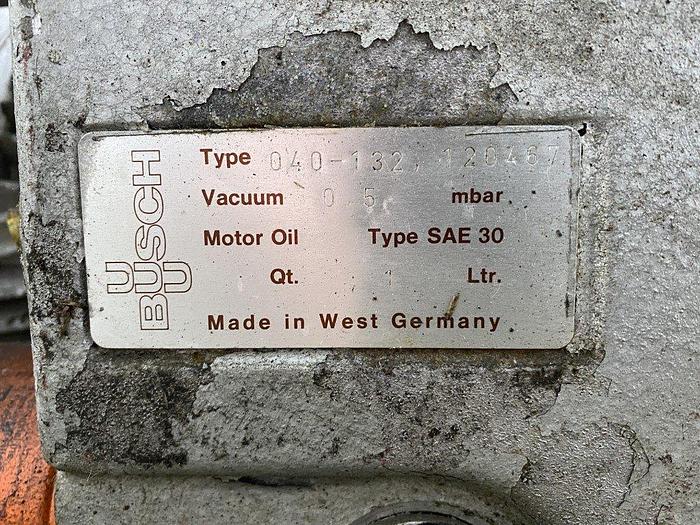 BUSCH
Type 040-132, 120467
Vacuum 0,5 mbar
Motor Oil Type SAE 30
Qt. 1 Ltr.
Made in West Germany